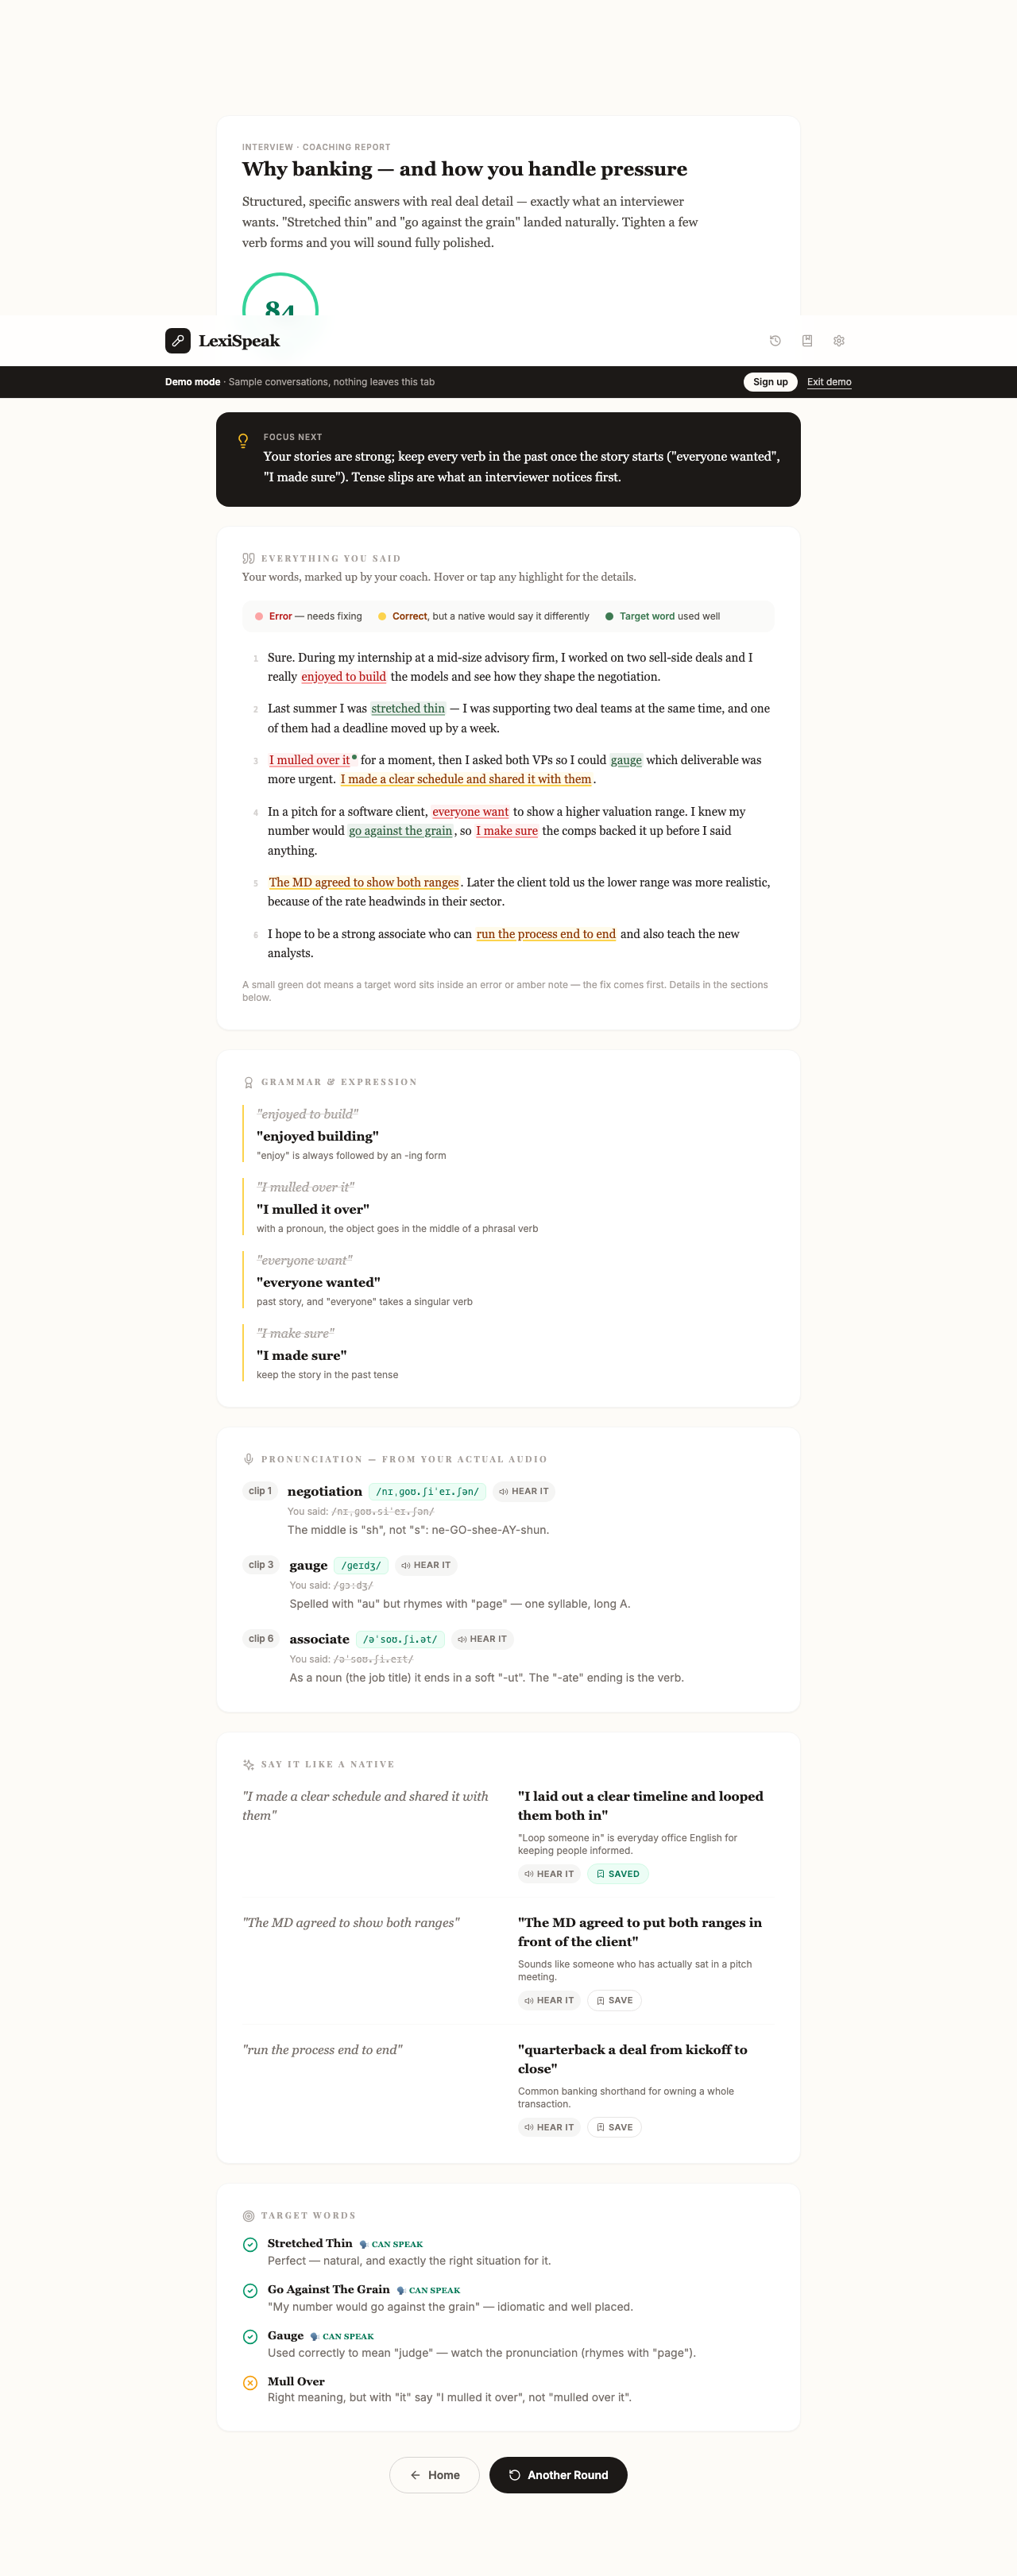 INTERVIEW · COACHING REPORT
Why banking — and how you handle pressure
Structured, specific answers with real deal detail — exactly what an interviewer
wants. "Stretched thin" and "go against the grain" landed naturally. Tighten a few
verb forms and you will sound fully polished.
84
LexiSpeak
Demo mode · Sample conversations, nothing leaves this tab
Sign up
Exit demo
FOCUS NEXT
Your stories are strong; keep every verb in the past once the story starts ("everyone wanted",
"I made sure"). Tense slips are what an interviewer notices first.
EVERYTHING YOU SAID
Your words, marked up by your coach. Hover or tap any highlight for the details.
Error — needs fixing
Correct, but a native would say it differently
Target word used well
1 Sure. During my internship at a mid-size advisory firm, I worked on two sell-side deals and I
really enjoyed to build the models and see how they shape the negotiation.
2 Last summer I was stretched thin — I was supporting two deal teams at the same time, and one
of them had a deadline moved up by a week.
3 I mulled over it for a moment, then I asked both VPs so I could gauge which deliverable was
more urgent. I made a clear schedule and shared it with them.
4 In a pitch for a software client, everyone want to show a higher valuation range. I knew my
number would go against the grain, so I make sure the comps backed it up before I said
anything.
5 The MD agreed to show both ranges. Later the client told us the lower range was more realistic,
because of the rate headwinds in their sector.
6 I hope to be a strong associate who can run the process end to end and also teach the new
analysts.
A small green dot means a target word sits inside an error or amber note — the fix comes first. Details in the sections
below.
GRAMMAR & EXPRESSION
"enjoyed to build"
"enjoyed building"
"enjoy" is always followed by an -ing form
"I mulled over it"
"I mulled it over"
with a pronoun, the object goes in the middle of a phrasal verb
"everyone want"
"everyone wanted"
past story, and "everyone" takes a singular verb
"I make sure"
"I made sure"
keep the story in the past tense
PRONUNCIATION — FROM YOUR ACTUAL AUDIO
clip 1 negotiation /nɪˌɡoʊ.ʃiˈeɪ.ʃən/ HEAR IT
You said: /nɪˌɡoʊ.siˈeɪ.ʃən/
The middle is "sh", not "s": ne-GO-shee-AY-shun.
clip 3 gauge /ɡeɪdʒ/ HEAR IT
You said: /ɡɔːdʒ/
Spelled with "au" but rhymes with "page" — one syllable, long A.
clip 6 associate /əˈsoʊ.ʃi.ət/ HEAR IT
You said: /əˈsoʊ.ʃi.eɪt/
As a noun (the job title) it ends in a soft "-ut". The "-ate" ending is the verb.
SAY IT LIKE A NATIVE
"I made a clear schedule and shared it with
them"
"I laid out a clear timeline and looped
them both in"
"Loop someone in" is everyday office English for
keeping people informed.
HEAR IT
SAVED
"The MD agreed to show both ranges"
"The MD agreed to put both ranges in
front of the client"
Sounds like someone who has actually sat in a pitch
meeting.
HEAR IT
SAVE
"run the process end to end"
"quarterback a deal from kickoff to
close"
Common banking shorthand for owning a whole
transaction.
HEAR IT
SAVE
TARGET WORDS
Stretched Thin CAN SPEAK
Perfect — natural, and exactly the right situation for it.
Go Against The Grain CAN SPEAK
"My number would go against the grain" — idiomatic and well placed.
Gauge CAN SPEAK
Used correctly to mean "judge" — watch the pronunciation (rhymes with "page").
Mull Over
Right meaning, but with "it" say "I mulled it over", not "mulled over it".
Home
Another Round